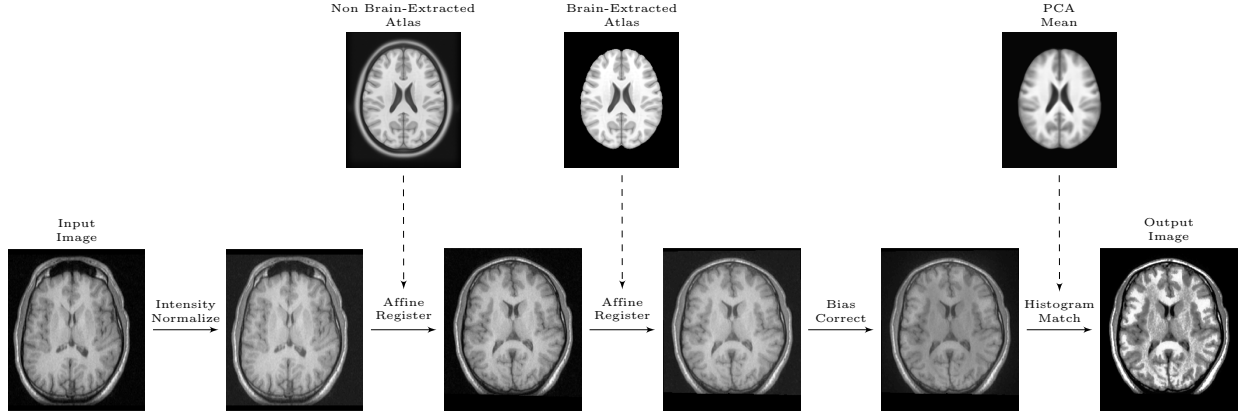 Non Brain-Extracted
Atlas
Brain-Extracted
Atlas
PCA
Mean
Input
Image
Intensity
Normalize
Affine
Register
Affine
Register
Bias
Correct
Histogram
Match
Output
Image